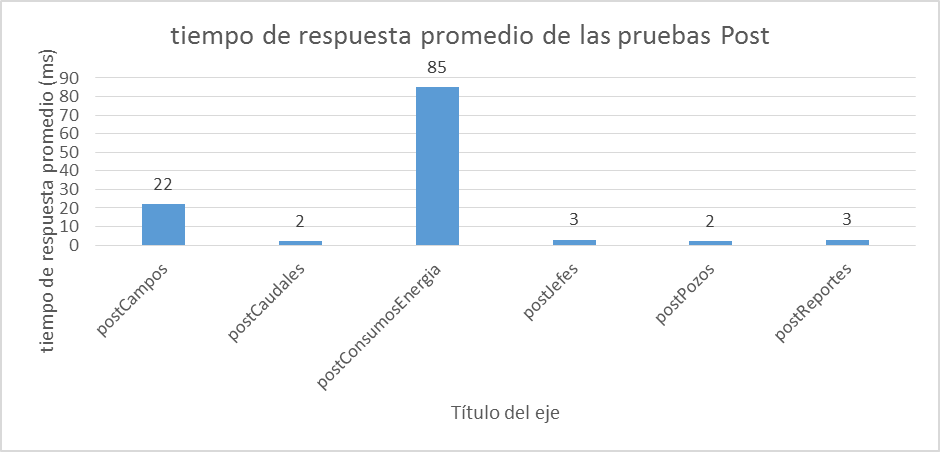 tiempo de respuesta promedio de las pruebas Post
tiempo de respuesta promedio (ms)
90
80
70
60
50
40
30
20
10
0
22
2
85
3
2
3
postCampos
postCaudales
postConsumosEnergia
postJefes
postPozos
postReportes
Título del eje